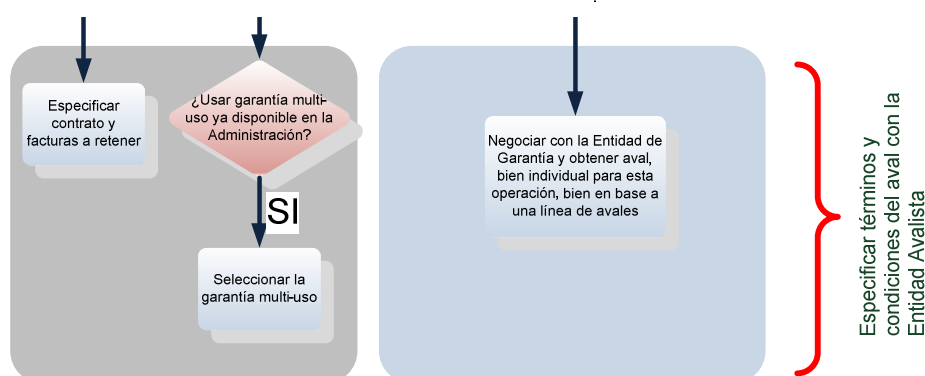 Especificar
contrato y
facturas a retener
¿Usar garantía multi-
uso ya disponible en la
Administración?
SI
Seleccionar la
garantía multi-uso
Negociar con la Entidad de
Garantía y obtener aval,
bien individual para esta
operación, bien en base a
una línea de avales
Especificar términos y
condiciones del aval con la
Entidad Avalista